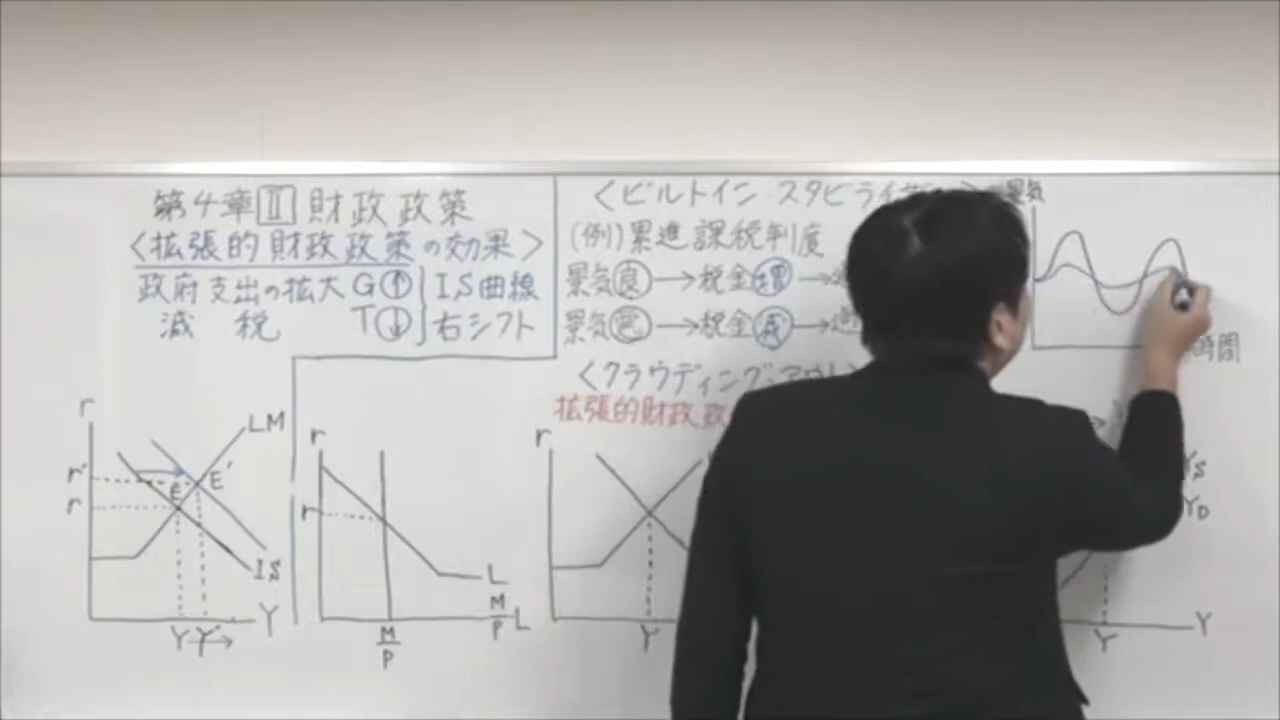 第4章 II 財政政策
〈拡張的財政政策の効果〉
政府支出の拡大 G↑ IS曲線
減 税 T↓ 右シフト
r
LM
r'
E'
E
r
IS
Y
Y Y'→
r
r
L
M/P
L
M/P
〈ビルトイン スタビライ
(例)累進課税制度
景気良→税金増→
景気悪→税金減→
〈クラウディング・アウト〉
拡張的財政政
r
Y
景気
時間
Ys
YD
Y
Y